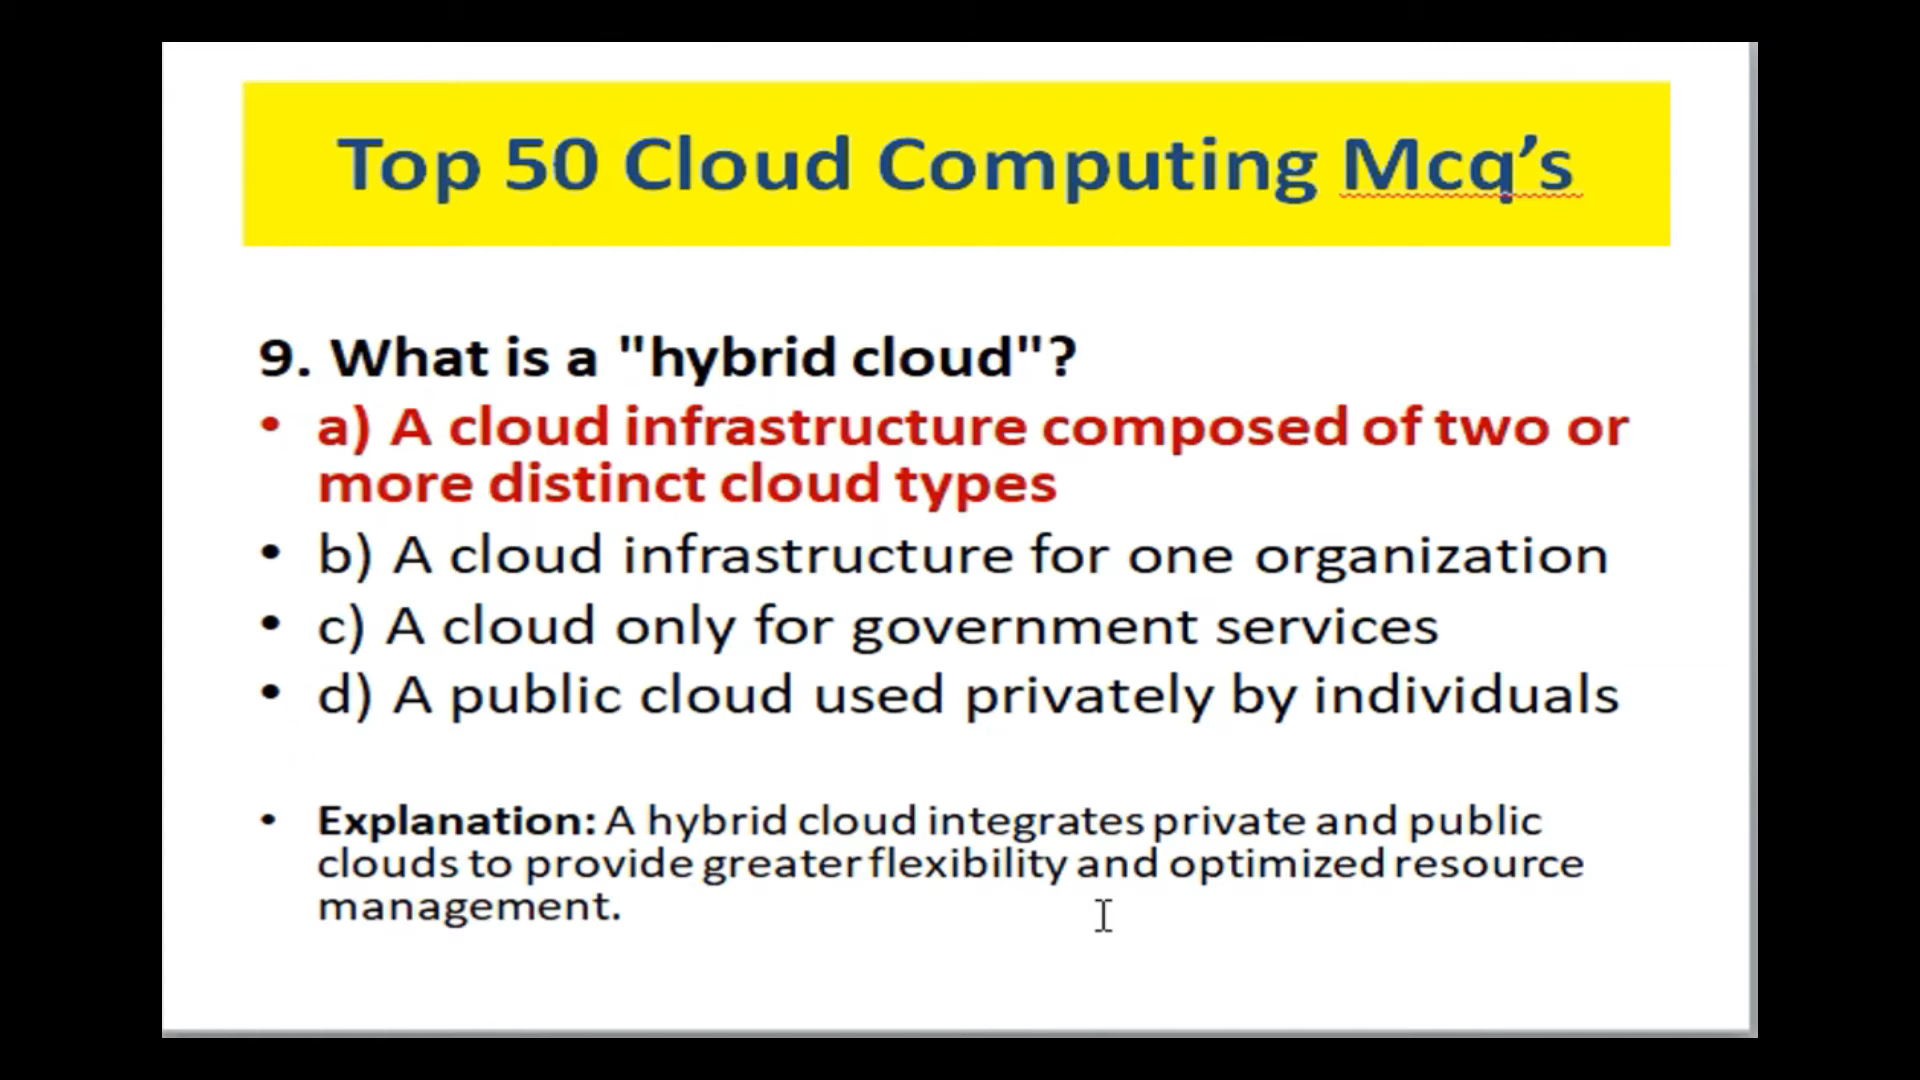 Top 50 Cloud Computing Mcq’s
9. What is a "hybrid cloud"?
• a) A cloud infrastructure composed of two or
more distinct cloud types
• b) A cloud infrastructure for one organization
• c) A cloud only for government services
• d) A public cloud used privately by individuals
• Explanation: A hybrid cloud integrates private and public
clouds to provide greater flexibility and optimized resource
management.